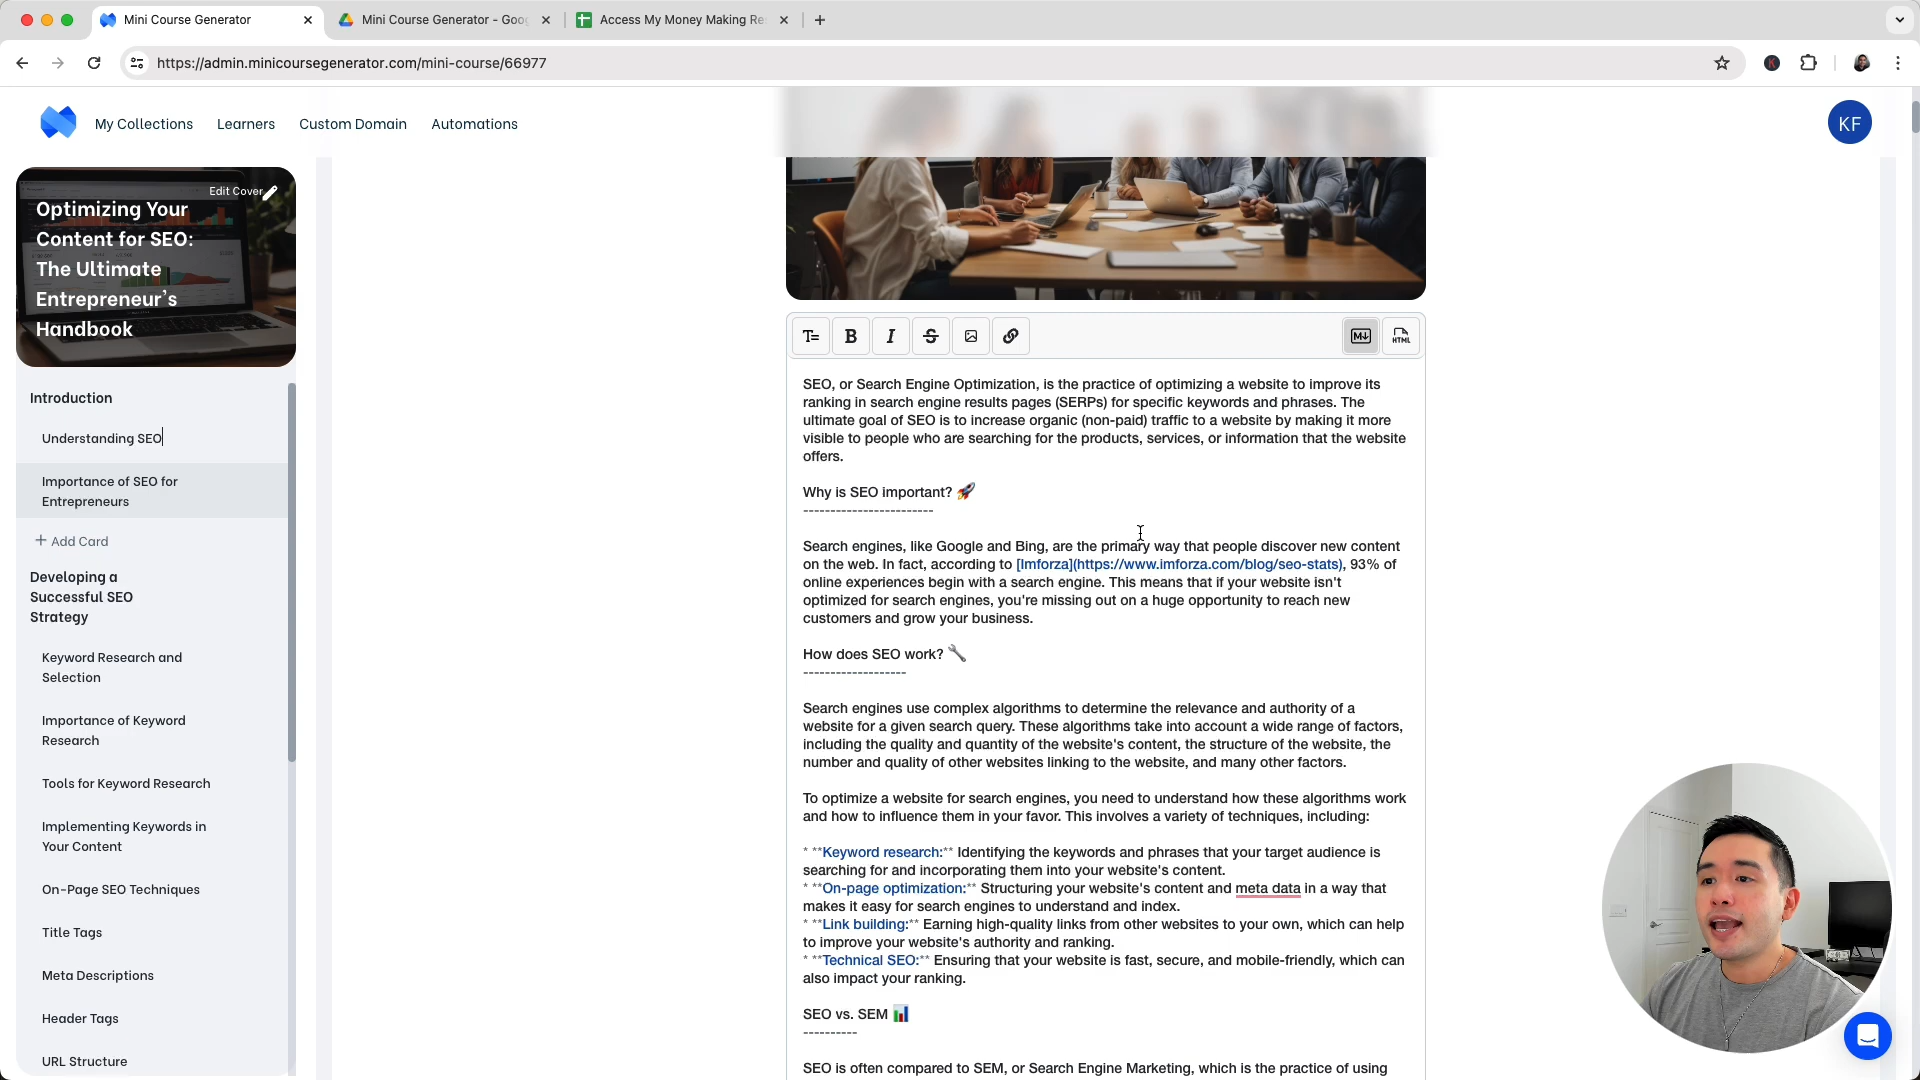 Mini Course Generator
Mini Course Generator - Goo
Access My Money Making Re
https://admin.minicoursegenerator.com/mini-course/66977
My Collections
Learners
Custom Domain
Automations
KF
Edit Cover
Optimizing Your
Content for SEO:
The Ultimate
Entrepreneur's
Handbook
Introduction
Understanding SEO
Importance of SEO for
Entrepreneurs
+ Add Card
Developing a
Successful SEO
Strategy
Keyword Research and
Selection
Importance of Keyword
Research
Tools for Keyword Research
Implementing Keywords in
Your Content
On-Page SEO Techniques
Title Tags
Meta Descriptions
Header Tags
URL Structure
T B I S M HTML
SEO, or Search Engine Optimization, is the practice of optimizing a website to improve its
ranking in search engine results pages (SERPs) for specific keywords and phrases. The
ultimate goal of SEO is to increase organic (non-paid) traffic to a website by making it more
visible to people who are searching for the products, services, or information that the website
offers.
Why is SEO important? 🚀
------------------------
Search engines, like Google and Bing, are the primary way that people discover new content
on the web. In fact, according to [Imforza](https://www.imforza.com/blog/seo-stats), 93% of
online experiences begin with a search engine. This means that if your website isn't
optimized for search engines, you're missing out on a huge opportunity to reach new
customers and grow your business.
How does SEO work? 🔧
-------------------
Search engines use complex algorithms to determine the relevance and authority of a
website for a given search query. These algorithms take into account a wide range of factors,
including the quality and quantity of the website's content, the structure of the website, the
number and quality of other websites linking to the website, and many other factors.
To optimize a website for search engines, you need to understand how these algorithms work
and how to influence them in your favor. This involves a variety of techniques, including:
* **Keyword research:** Identifying the keywords and phrases that your target audience is
searching for and incorporating them into your website's content.
* **On-page optimization:** Structuring your website's content and meta data in a way that
makes it easy for search engines to understand and index.
* **Link building:** Earning high-quality links from other websites to your own, which can help
to improve your website's authority and ranking.
* **Technical SEO:** Ensuring that your website is fast, secure, and mobile-friendly, which can
also impact your ranking.
SEO vs. SEM 📊
----------
SEO is often compared to SEM, or Search Engine Marketing, which is the practice of using